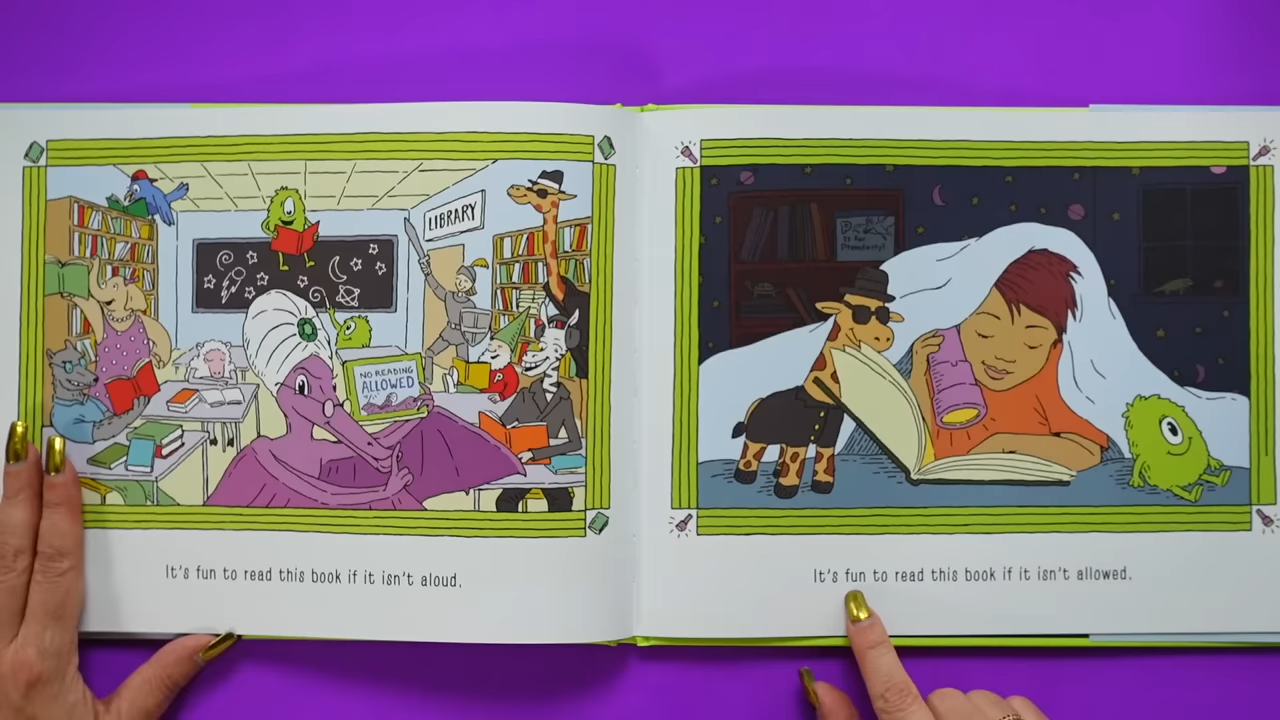 LIBRARY
NO READING
ALLOWED
It's fun to read this book if it isn't aloud.
It's fun to read this book if it isn't allowed.